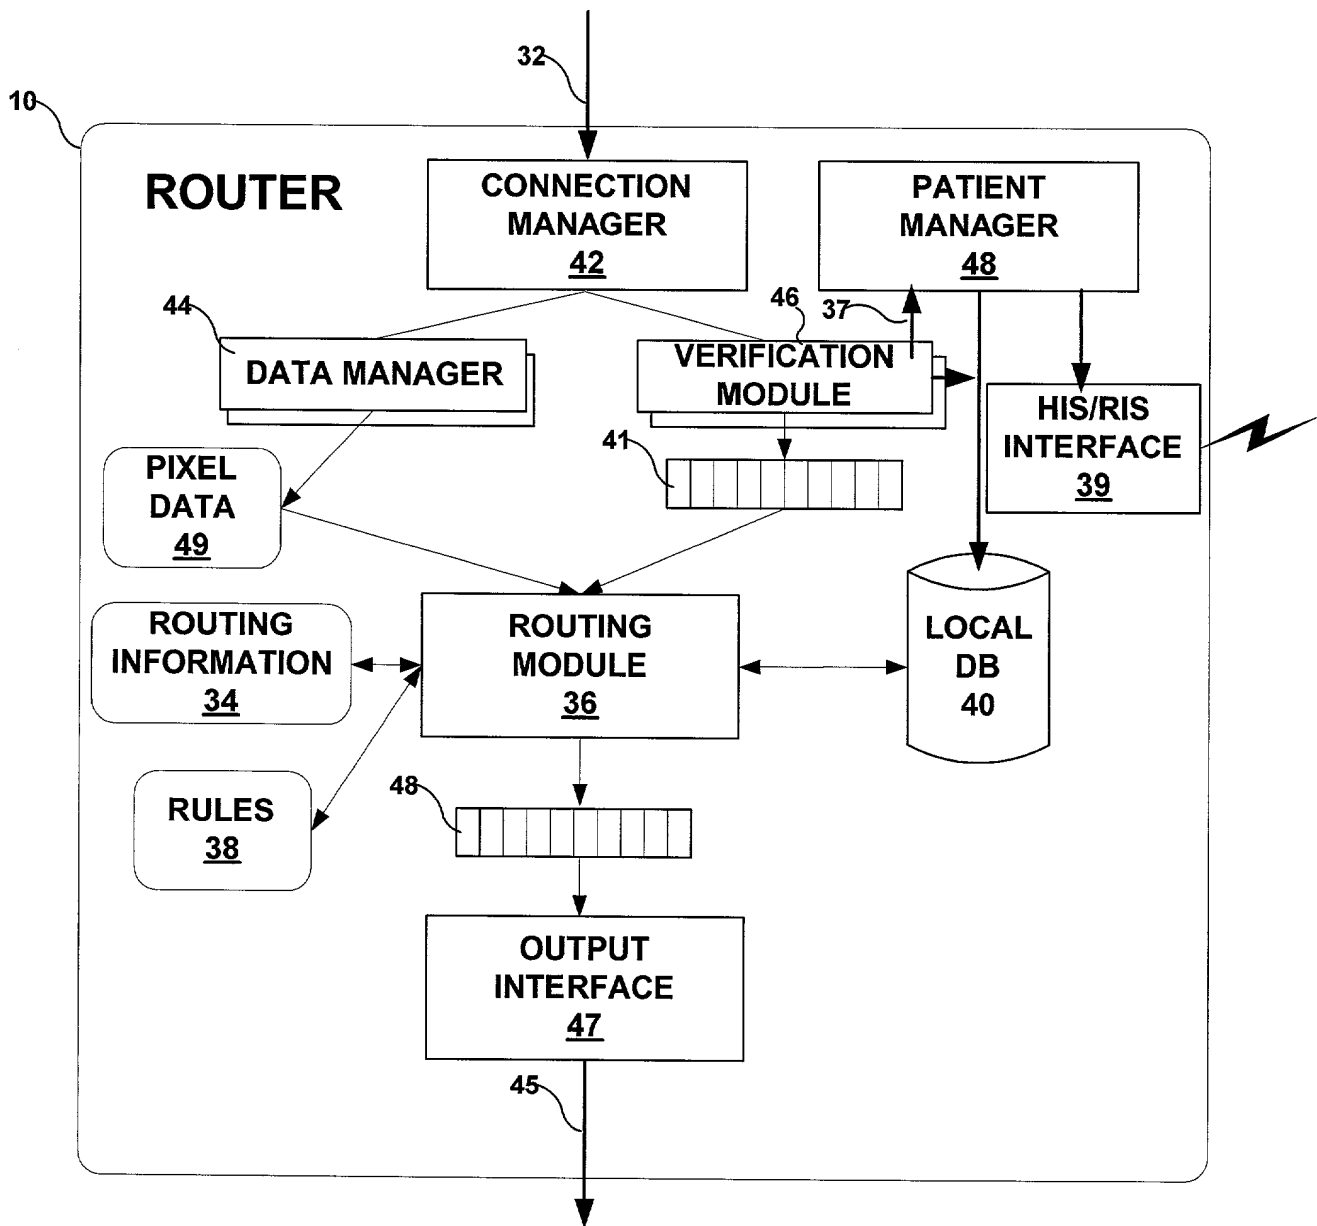 32
10
ROUTER
CONNECTION
MANAGER
42
PATIENT
MANAGER
48
44
46
37
DATA MANAGER
VERIFICATION
MODULE
HIS/RIS
INTERFACE
39
41
PIXEL
DATA
49
ROUTING
INFORMATION
34
ROUTING
MODULE
36
LOCAL
DB
40
RULES
38
48
OUTPUT
INTERFACE
47
45